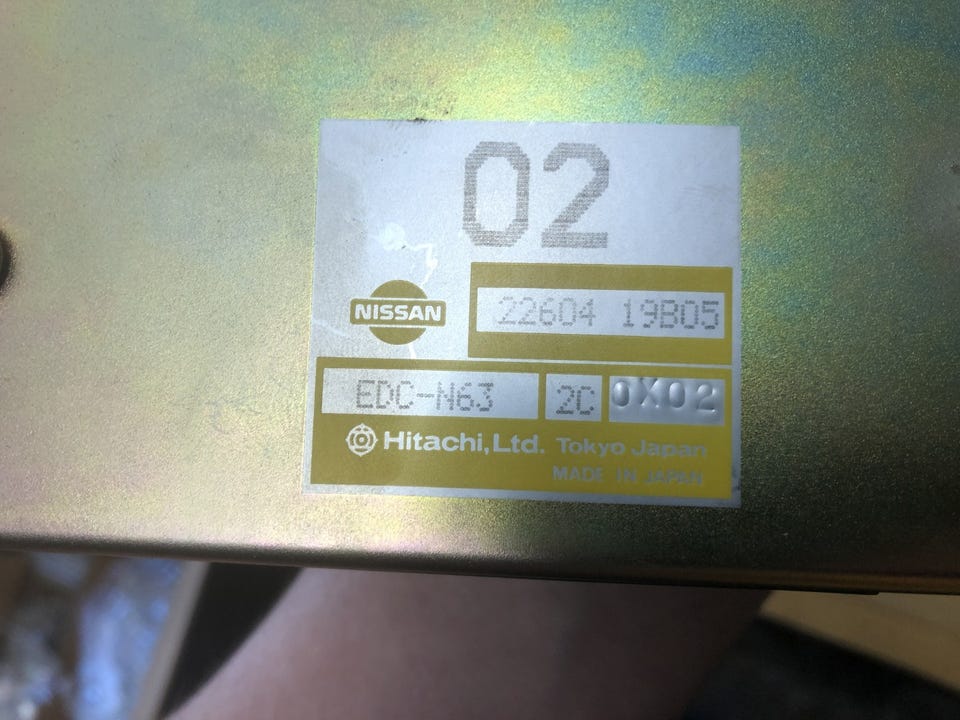 02
NISSAN
22604 19B05
EDC-N63 2C 0X02
Hitachi, Ltd. Tokyo Japan
MADE IN JAPAN